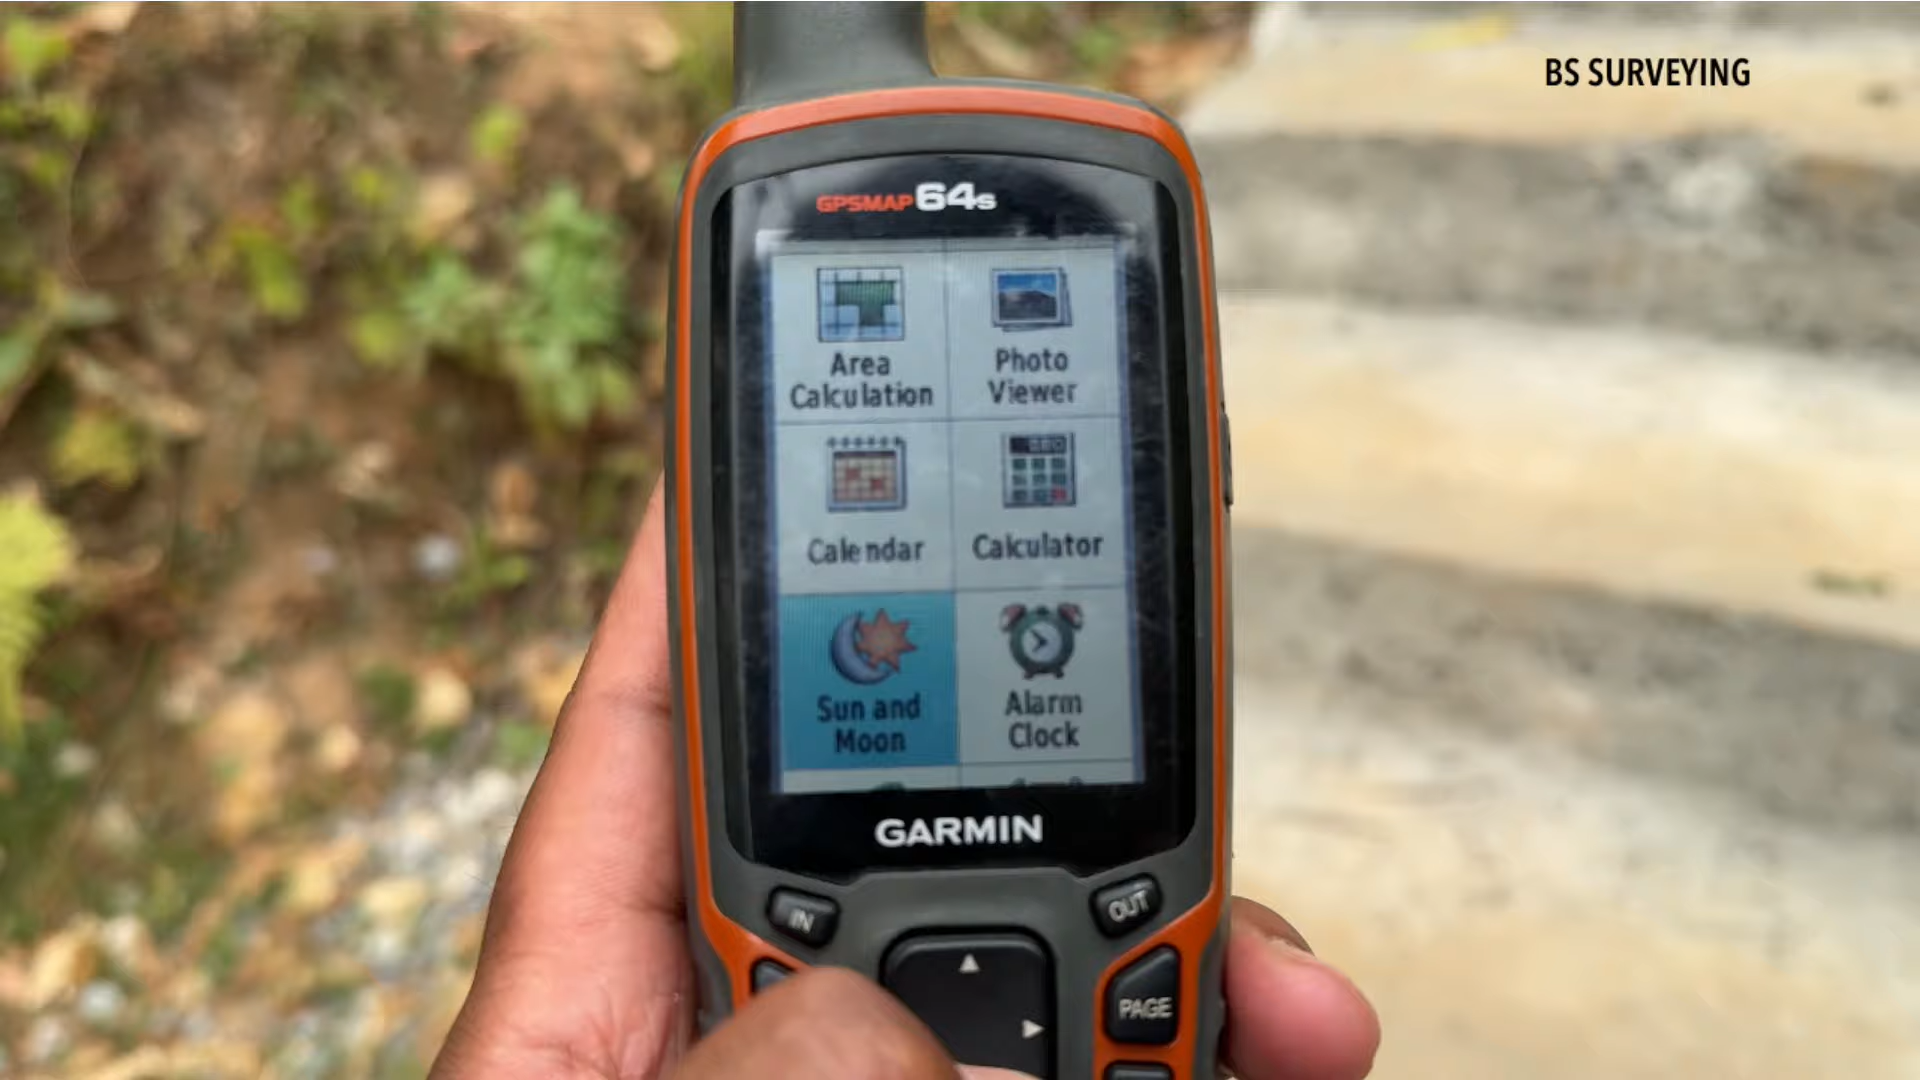 BS SURVEYING
GPSMAP 64s
Area
Calculation
Photo
Viewer
Calendar
Calculator
Sun and
Moon
Alarm
Clock
GARMIN
IN
OUT
PAGE